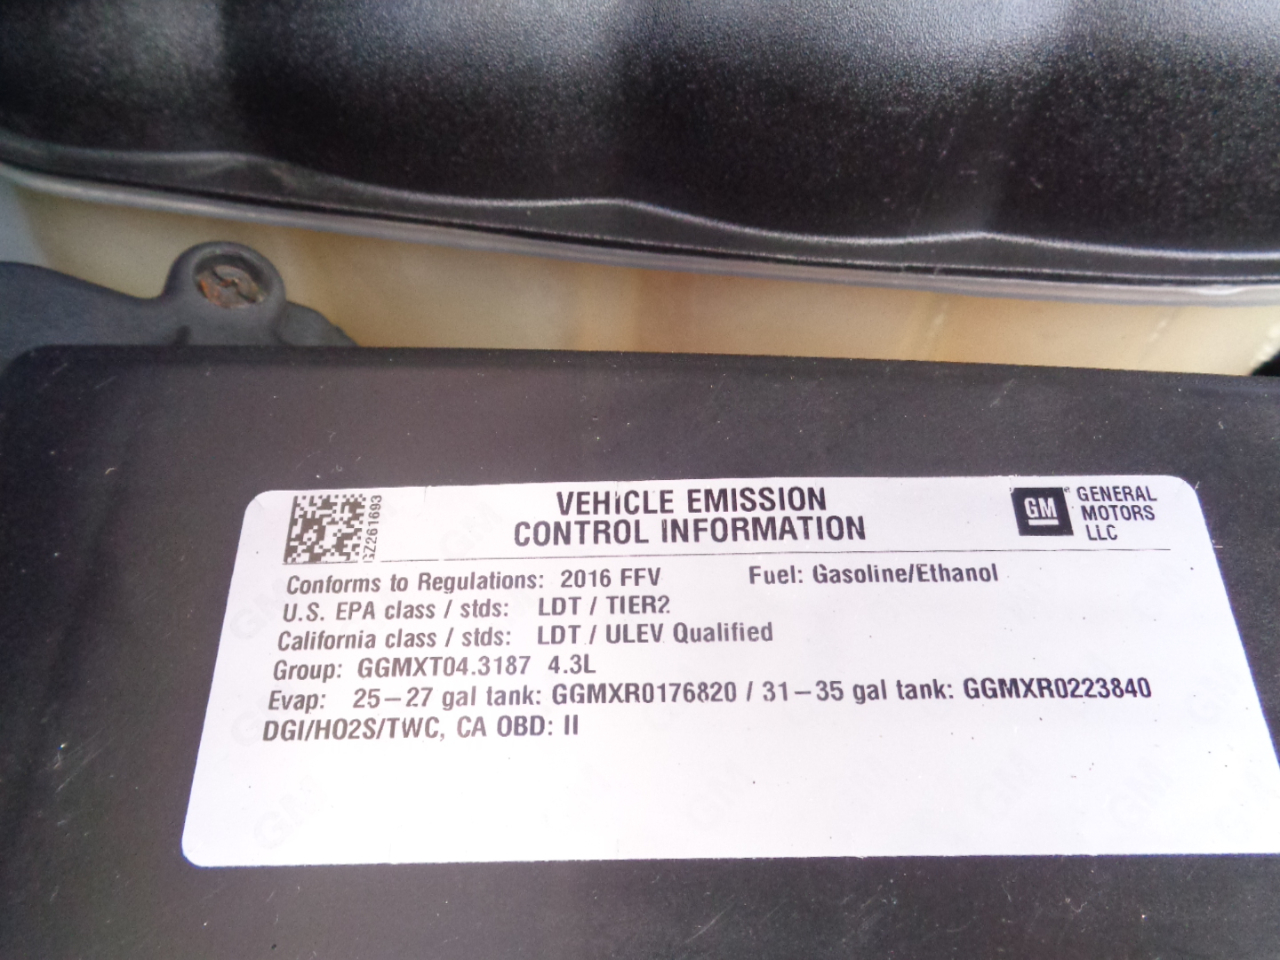 VEHICLE EMISSION
CONTROL INFORMATION
GZ261693
GM
GENERAL
MOTORS
LLC
Conforms to Regulations: 2016 FFV Fuel: Gasoline/Ethanol
U.S. EPA class / stds: LDT / TIER2
California class / stds: LDT / ULEV Qualified
Group: GGMXT04.3187 4.3L
Evap: 25-27 gal tank: GGMXR0176820 / 31-35 gal tank: GGMXR0223840
DGI/HO2S/TWC, CA OBD: II